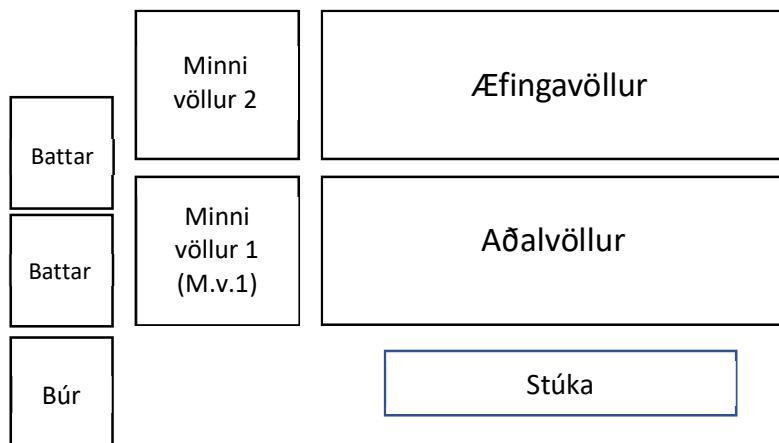 Minni
völlur 2
Æfingavöllur
Battar
Minni
völlur 1
(M.v.1)
Aðalvöllur
Battar
Búr
Stúka